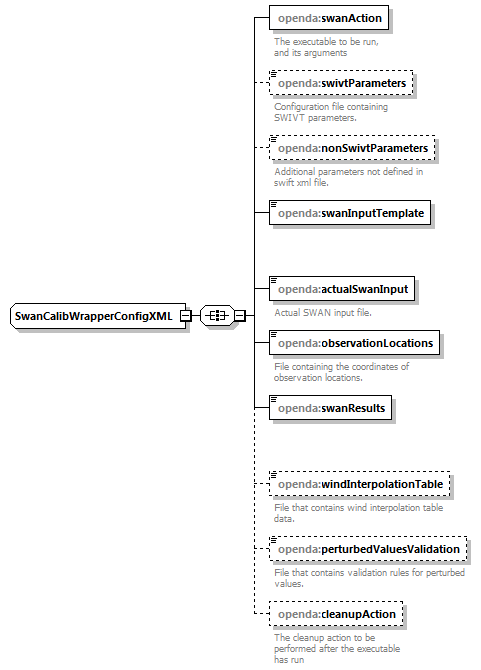 openda:swanAction
The executable to be run,
and its arguments
openda:swivtParameters
Configuration file containing
SWIVT parameters.
openda:nonSwivtParameters
Additional parameters not defined in
swift xml file.
openda:swanInputTemplate
openda:actualSwanInput
Actual SWAN input file.
SwanCalibWrapperConfigXML
openda:observationLocations
File containing the coordinates of
observation locations.
openda:swanResults
openda:windInterpolationTable
File that contains wind interpolation table
data.
openda:perturbedValuesValidation
File that contains validation rules for perturbed
values.
openda:cleanupAction
The cleanup action to be
performed after the executable
has run